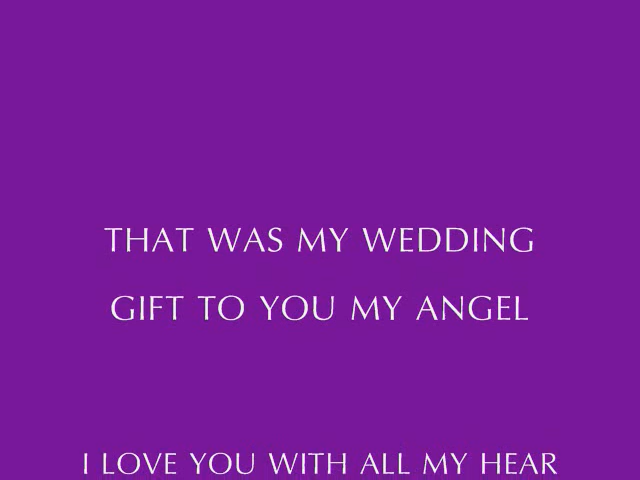 THAT WAS MY WEDDING
GIFT TO YOU MY ANGEL
I LOVE YOU WITH ALL MY HEAR